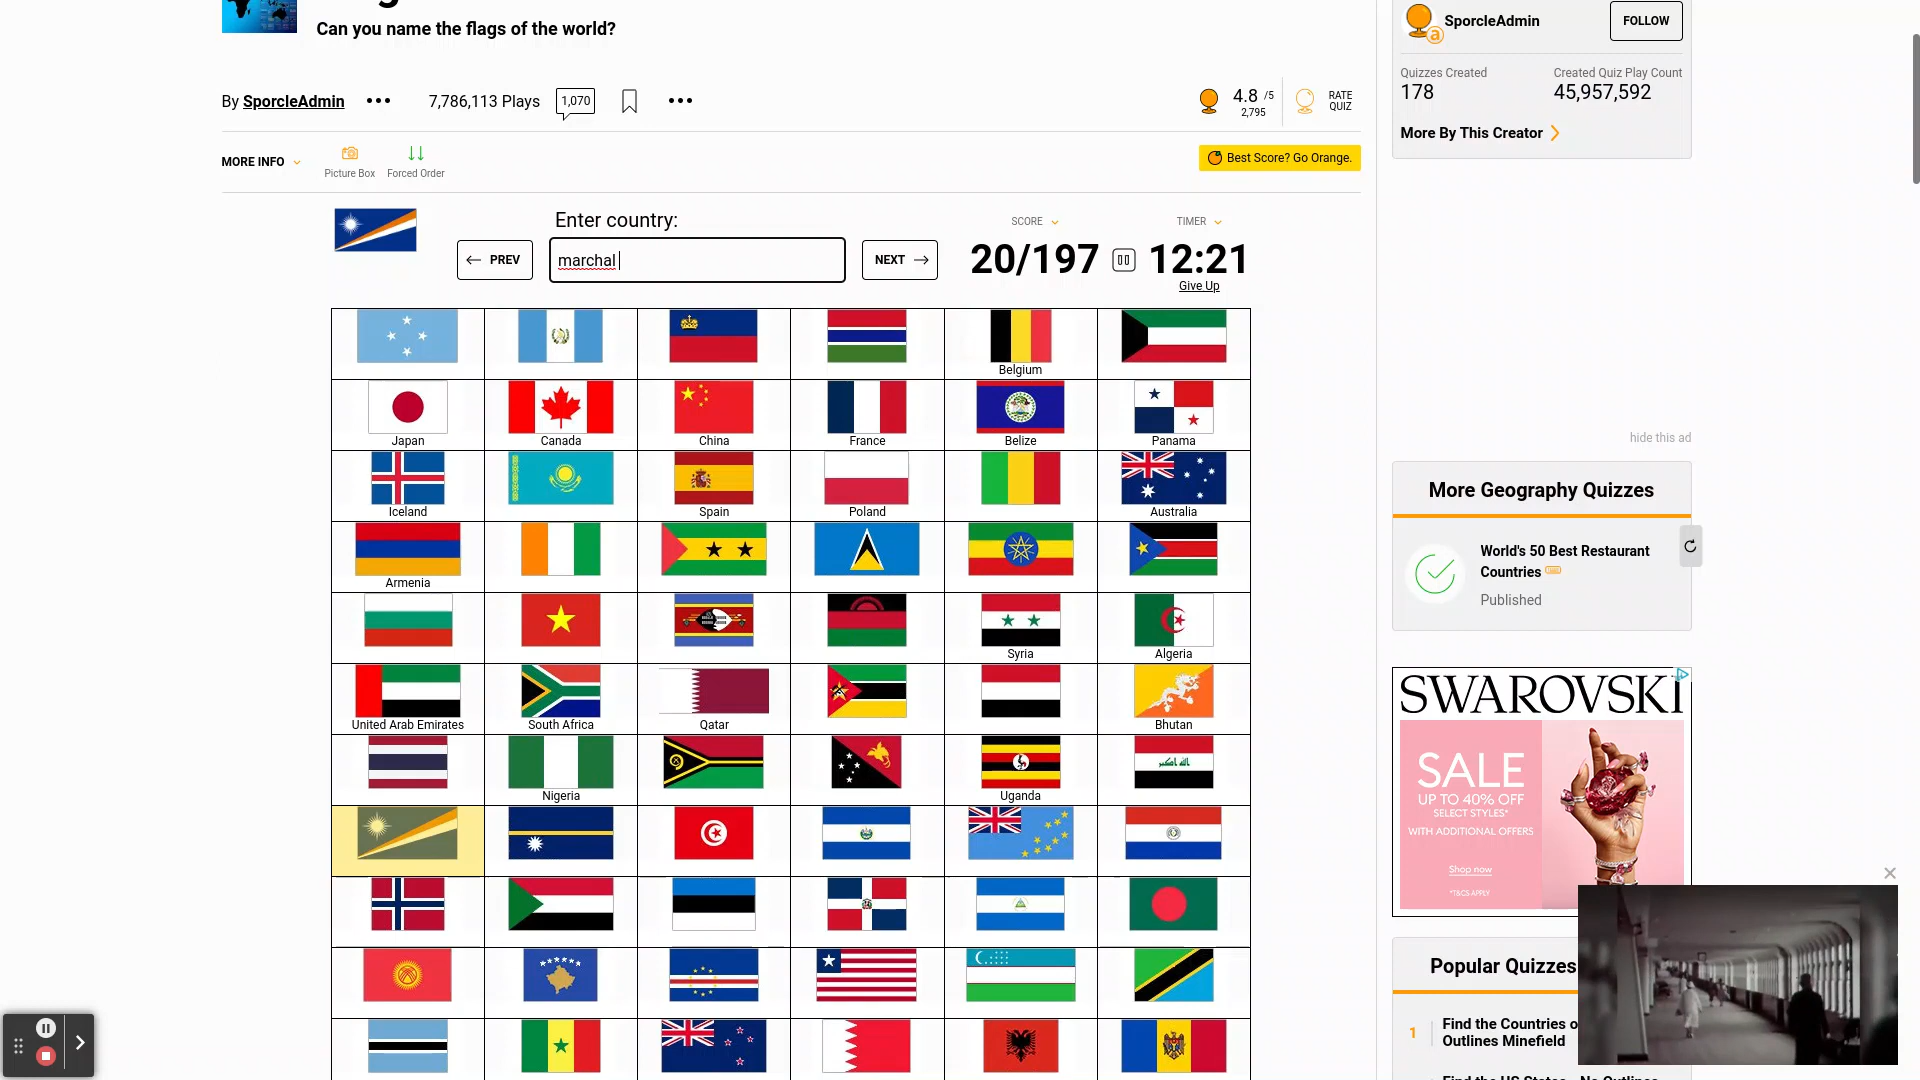 Can you name the flags of the world?
SporcleAdmin
FOLLOW
Quizzes Created
Created Quiz Play Count
178
45,957,592
More By This Creator
By SporcleAdmin
7,786,113 Plays
1,070
4.8 /5
2,795
RATE
QUIZ
MORE INFO
Picture Box
Forced Order
Best Score? Go Orange.
Enter country:
PREV
marchal
NEXT
SCORE
20/197
TIMER
12:21
Give Up
Belgium
Japan
Canada
China
France
Belize
Panama
Iceland
Spain
Poland
Australia
Armenia
Syria
Algeria
United Arab Emirates
South Africa
Qatar
Bhutan
Nigeria
Uganda
hide this ad
More Geography Quizzes
World's 50 Best Restaurant
Countries
Published
SWAROVSKI
SALE
UP TO 40% OFF
SELECT STYLES*
WITH ADDITIONAL OFFERS
Shop now
*T&CS APPLY
Popular Quizzes
1
Find the Countries o
Outlines Minefield